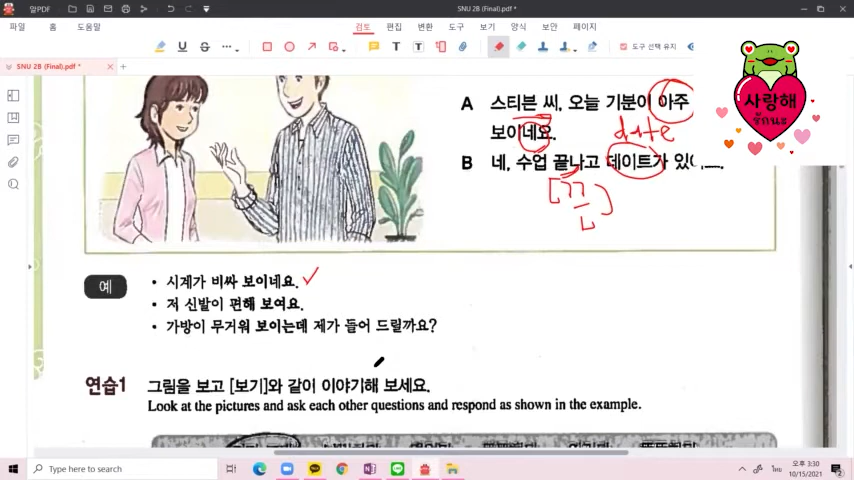 알PDF
SNU 2B (Final).pdf *
파일 홈 도움말
검토 편집 변환 도구 보기 양식 보안 페이지
도구 선택 유지
SNU 2B (Final).pdf *
A 스티븐 씨, 오늘 기분이 아주
보이네요.
date
B 네, 수업 끝나고 데이트가 있
[ㄲ
ㄴ
사랑해
รักนะ
예
• 시계가 비싸 보이네요.
• 저 신발이 편해 보여요.
• 가방이 무거워 보이는데 제가 들어 드릴까요?
연습1 그림을 보고 [보기]와 같이 이야기해 보세요.
Look at the pictures and ask each other questions and respond as shown in the example.
Type here to search
ไทย
오후 3:30
10/15/2021
2